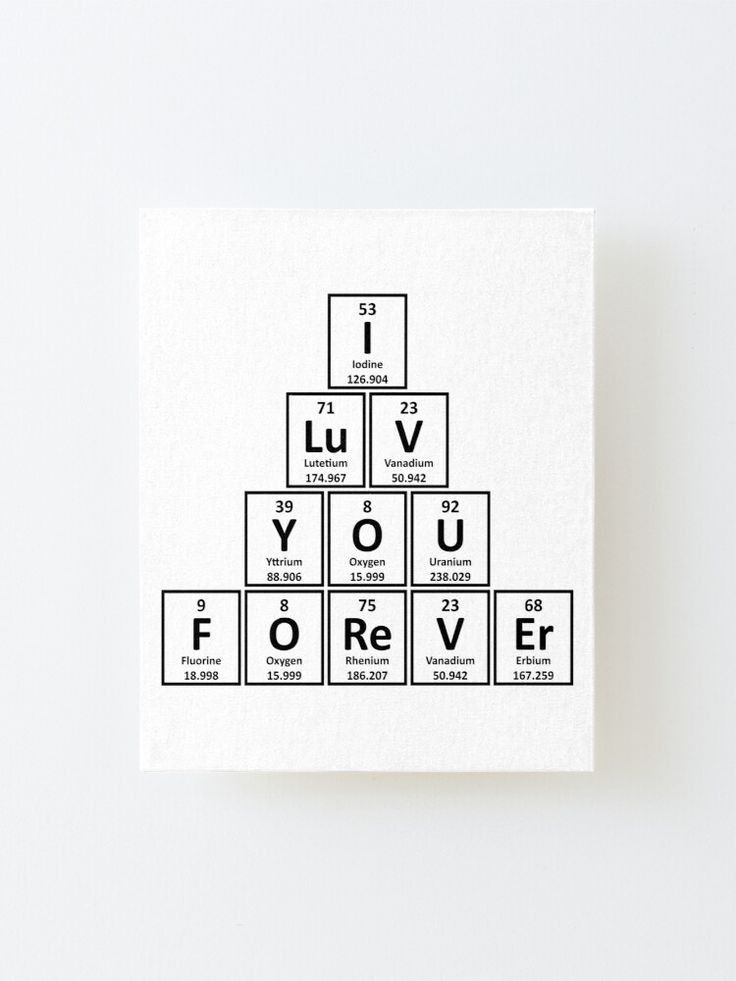 53
I
Iodine
126.904
71 23
Lu V
Lutetium Vanadium
174.967 50.942
39 8 92
Y O U
Yttrium Oxygen Uranium
88.906 15.999 238.029
9 8 75 23 68
F O Re V Er
Fluorine Oxygen Rhenium Vanadium Erbium
18.998 15.999 186.207 50.942 167.259